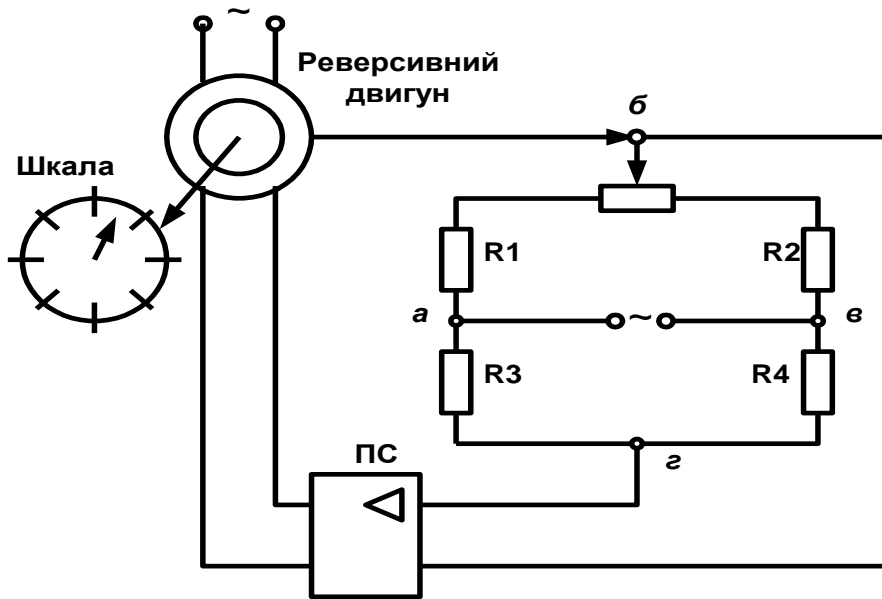 ~
Реверсивний
двигун
б
Шкала
R1
R2
а
~
в
R3
R4
ПС
г